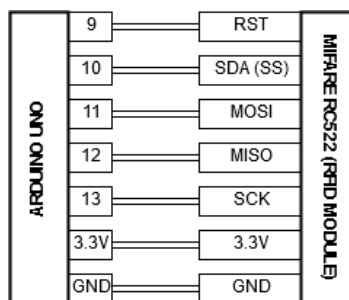 ARDUINO UNO
9 RST
10 SDA (SS)
11 MOSI
12 MISO
13 SCK
3.3V 3.3V
GND GND
MIFARE RC522 (RFID MODULE)